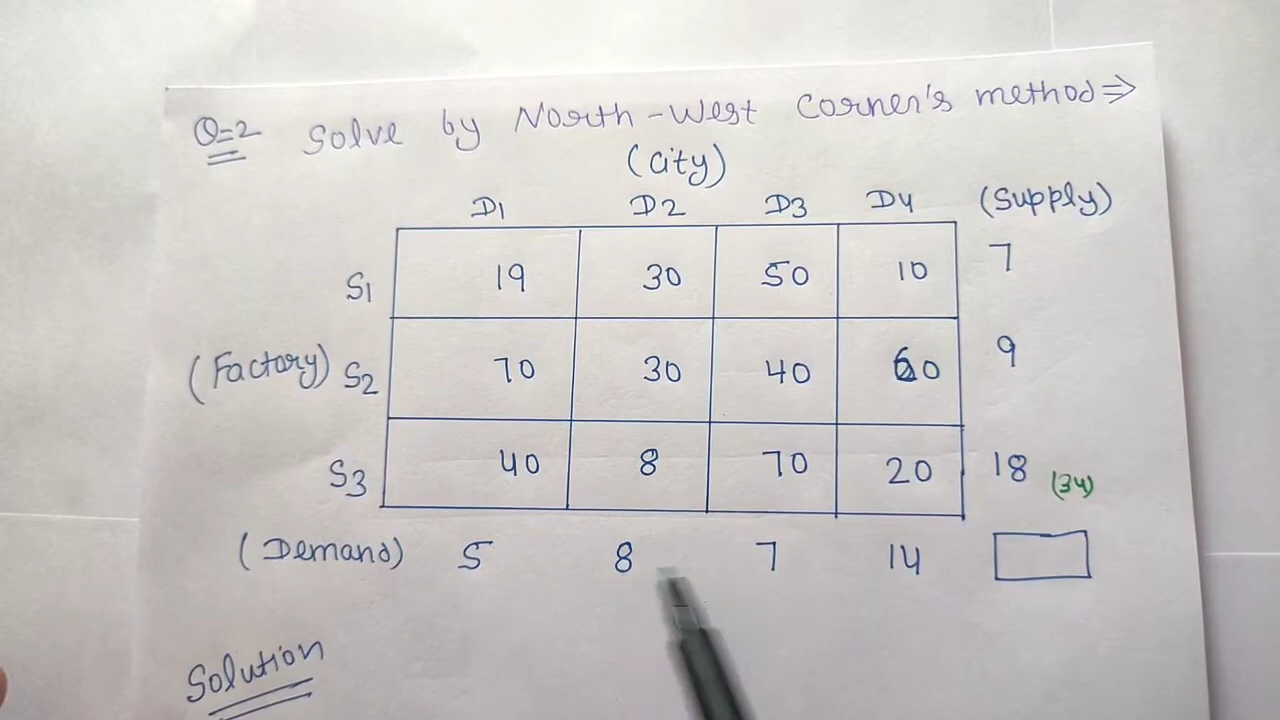 Q=2 Solve by North-West Corner's method ⇒
(City)
D1 D2 D3 D4 (Supply)
S1 19 30 50 10 7
(Factory) S2 70 30 40 60 9
S3 40 8 70 20 18 (34)
(Demand) 5 8 7 14
Solution